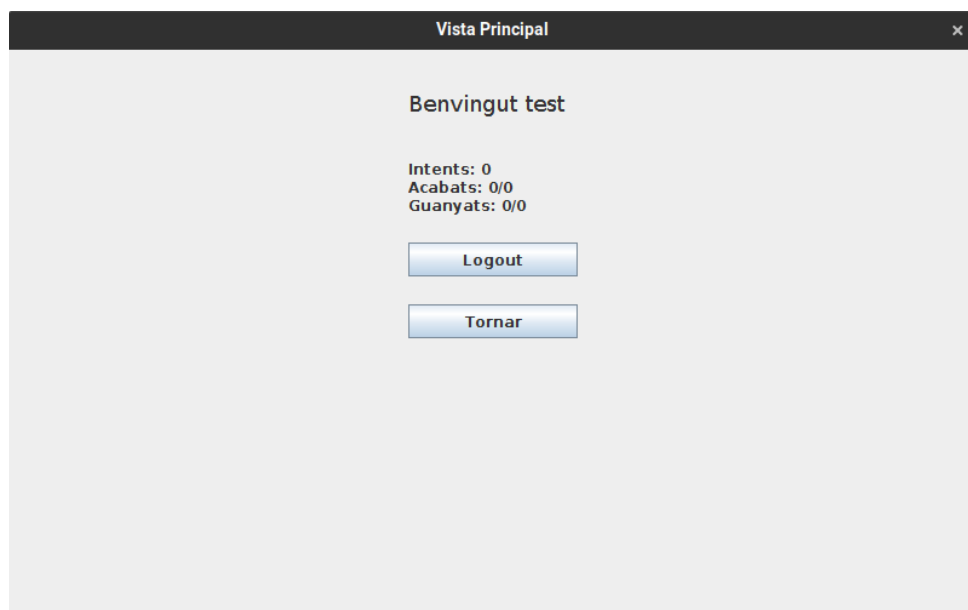 Vista Principal
Benvingut test
Intents: 0
Acabats: 0/0
Guanyats: 0/0
Logout
Tornar